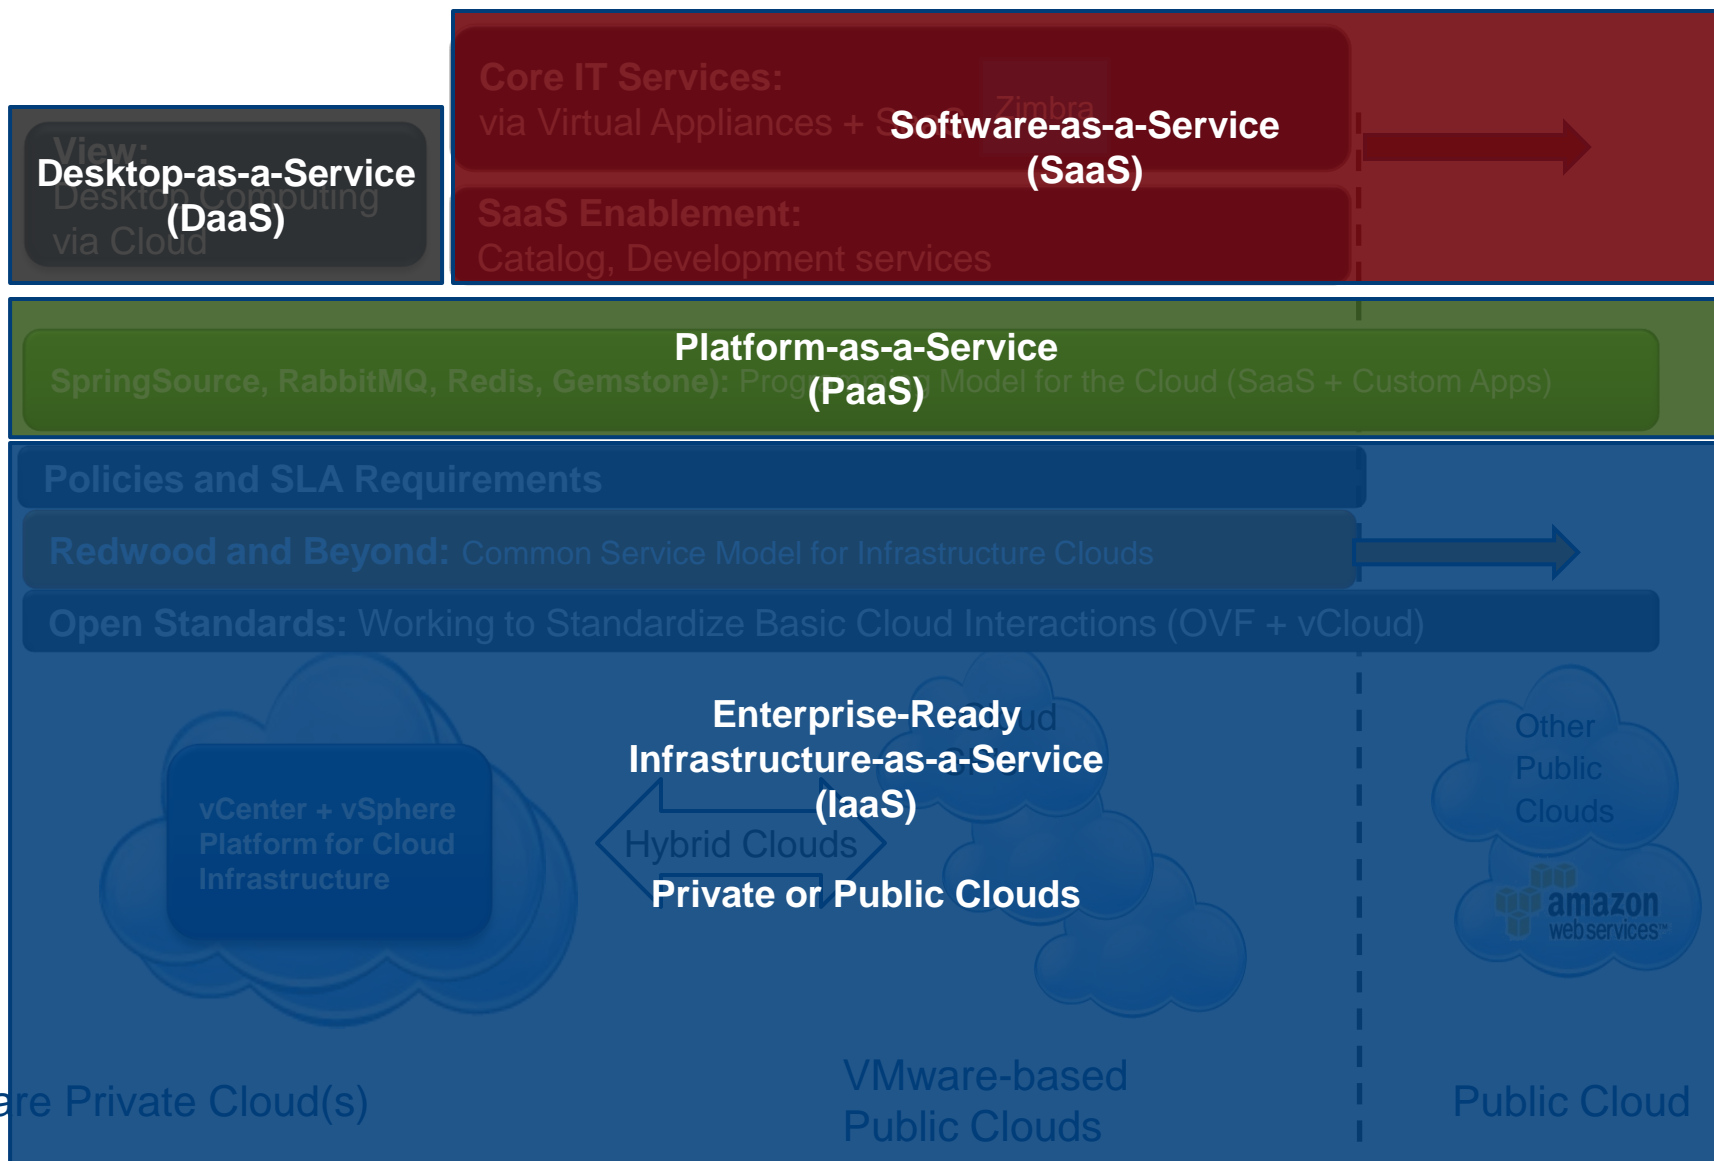 Core IT Services:
via Virtual Appliances +
Zimbra
Software-as-a-Service
(SaaS)
SaaS Enablement:
Catalog, Development services
View:
Desktop Computing
via Cloud
Desktop-as-a-Service
(DaaS)
Platform-as-a-Service
(PaaS)
SpringSource, RabbitMQ, Redis, Gemstone): Programming Model for the Cloud (SaaS + Custom Apps)
Policies and SLA Requirements
Redwood and Beyond: Common Service Model for Infrastructure Clouds
Open Standards: Working to Standardize Basic Cloud Interactions (OVF + vCloud)
Enterprise-Ready
Infrastructure-as-a-Service
(IaaS)
Private or Public Clouds
vCenter + vSphere
Platform for Cloud
Infrastructure
Hybrid Clouds
Other
Public
Clouds
amazon
webservices™
Private Cloud(s)
VMware-based
Public Clouds
Public Cloud